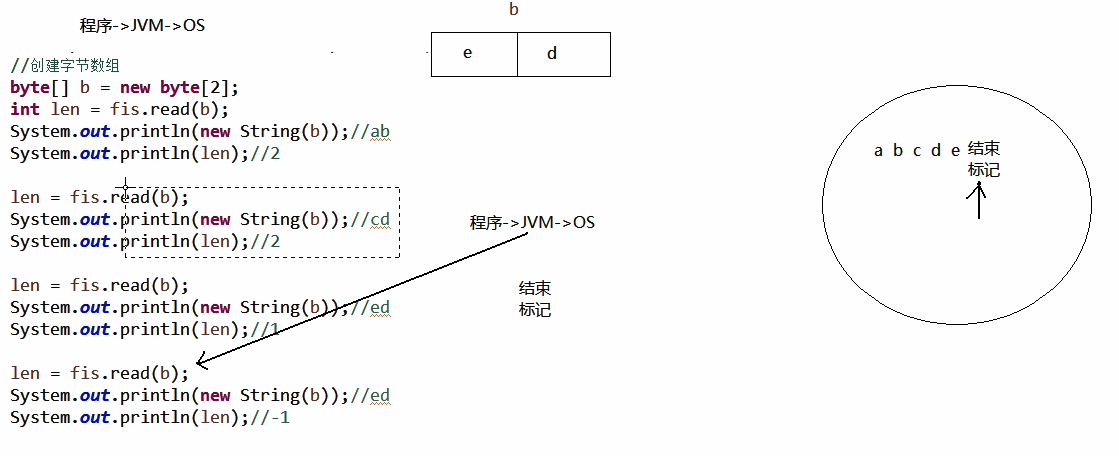 程序->JVM->OS
//创建字节数组
byte[] b = new byte[2];
int len = fis.read(b);
System.out.println(new String(b));//ab
System.out.println(len);//2
len = fis.read(b);
System.out.println(new String(b));//cd
System.out.println(len);//2
len = fis.read(b);
System.out.println(new String(b));//ed
System.out.println(len);//1
len = fis.read(b);
System.out.println(new String(b));//ed
System.out.println(len);//-1
b
e d
程序->JVM->OS
结束
标记
a b c d e 结束
标记